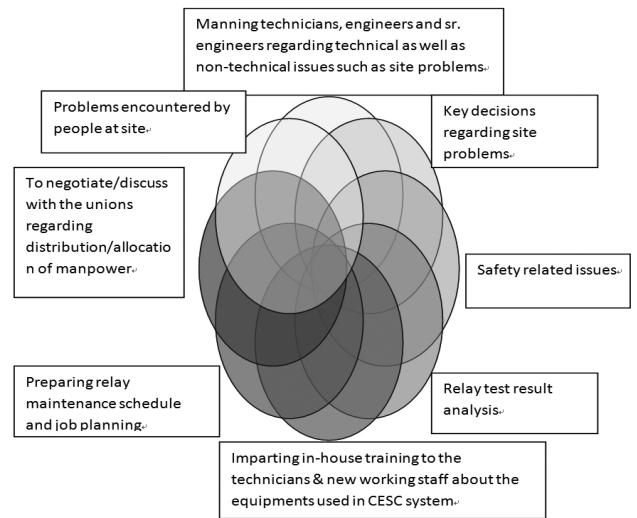 Manning technicians, engineers and sr.
engineers regarding technical as well as
non-technical issues such as site problems
Problems encountered by
people at site
Key decisions
regarding site
problems
To negotiate/discuss
with the unions
regarding
distribution/allocatio
n of manpower
Safety related issues
Preparing relay
maintenance schedule
and job planning
Relay test result
analysis
Imparting in-house training to the
technicians & new working staff about the
equipments used in CESC system